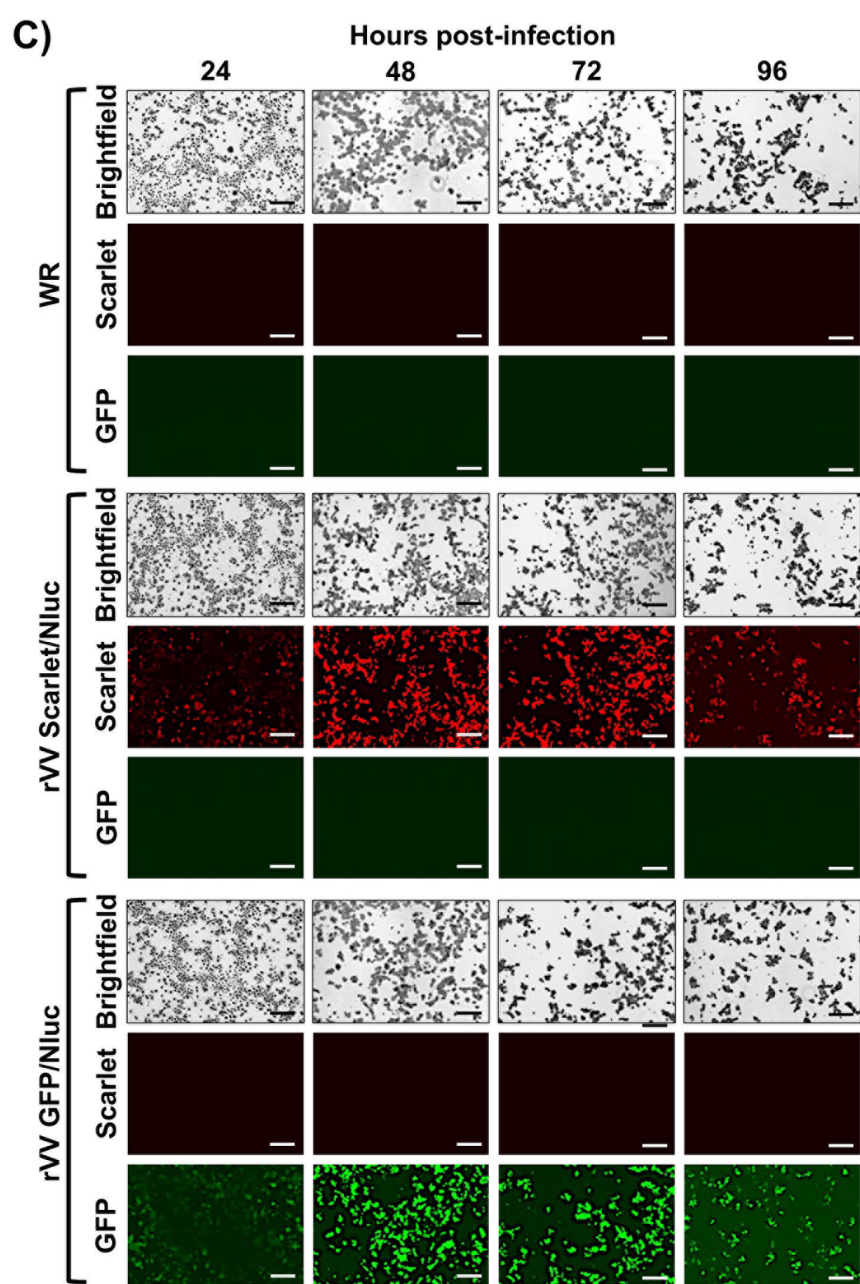 C)
Hours post-infection
24 48 72 96
WR
Brightfield
Scarlet
GFP
rVV Scarlet/Nluc
Brightfield
Scarlet
GFP
rVV GFP/Nluc
Brightfield
Scarlet
GFP